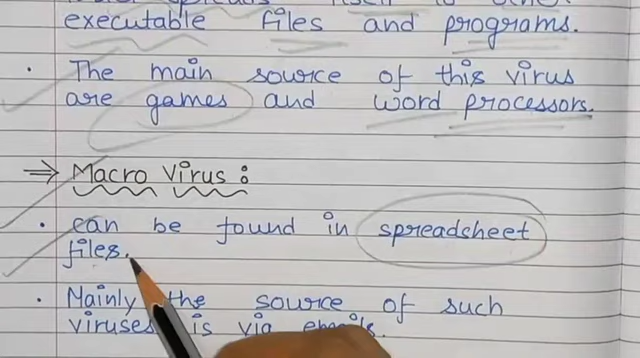 executable files and programs.
• The main source of this virus
are games and word processors.
⇒ Macro Virus :
• can be found in spreadsheet
files.
• Mainly the source of such
viruses is via emails.